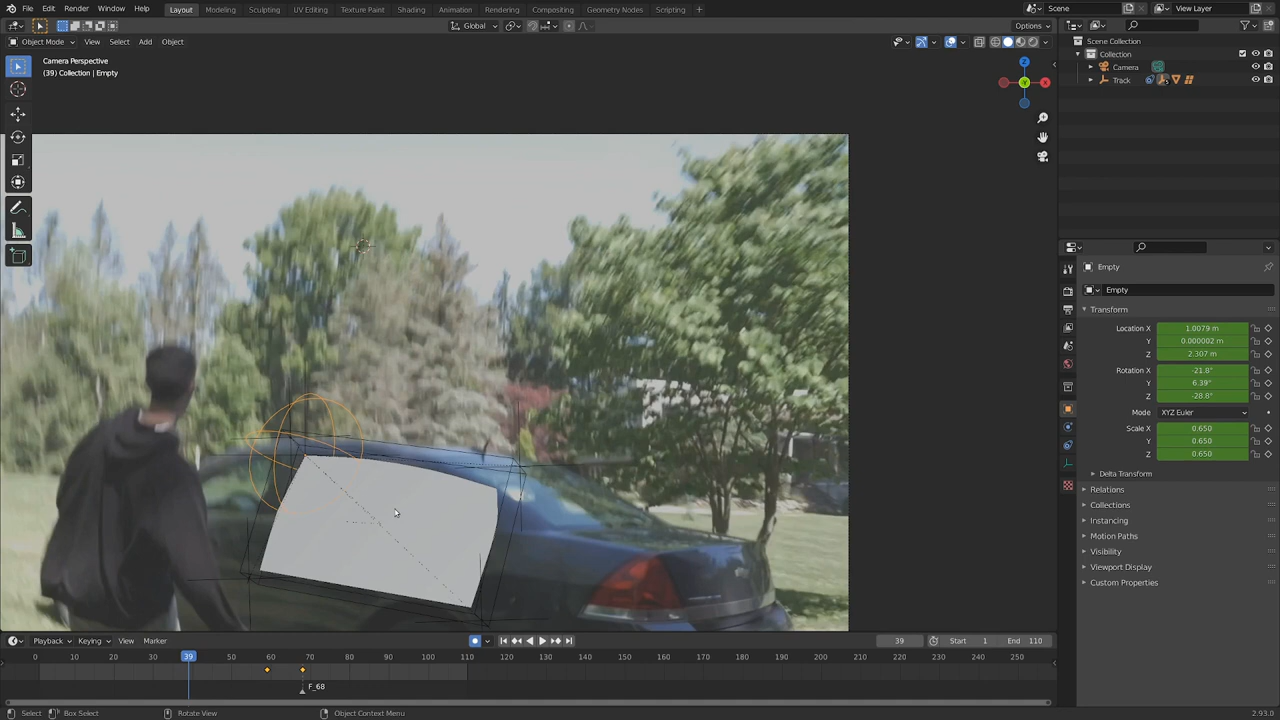 File Edit Render Window Help Layout Modeling Sculpting UV Editing Texture Paint Shading Animation Rendering Compositing Geometry Nodes Scripting + Scene View Layer
Global Options
Object Mode View Select Add Object
Camera Perspective
(39) Collection | Empty
Z
Y
X
Scene Collection
Collection
Camera
Track 5
Empty
Empty
Transform
Location X 1.0079 m
Y 0.000002 m
Z 2.307 m
Rotation X -21.8°
Y 6.39°
Z -28.8°
Mode XYZ Euler
Scale X 0.650
Y 0.650
Z 0.650
Delta Transform
Relations
Collections
Instancing
Motion Paths
Visibility
Viewport Display
Custom Properties
Playback Keying View Marker 39 Start 1 End 110
0 10 20 30 39 50 60 70 80 90 100 110 120 130 140 150 160 170 180 190 200 210 220 230 240 250
F_68
Select Box Select Rotate View Object Context Menu 2.93.0